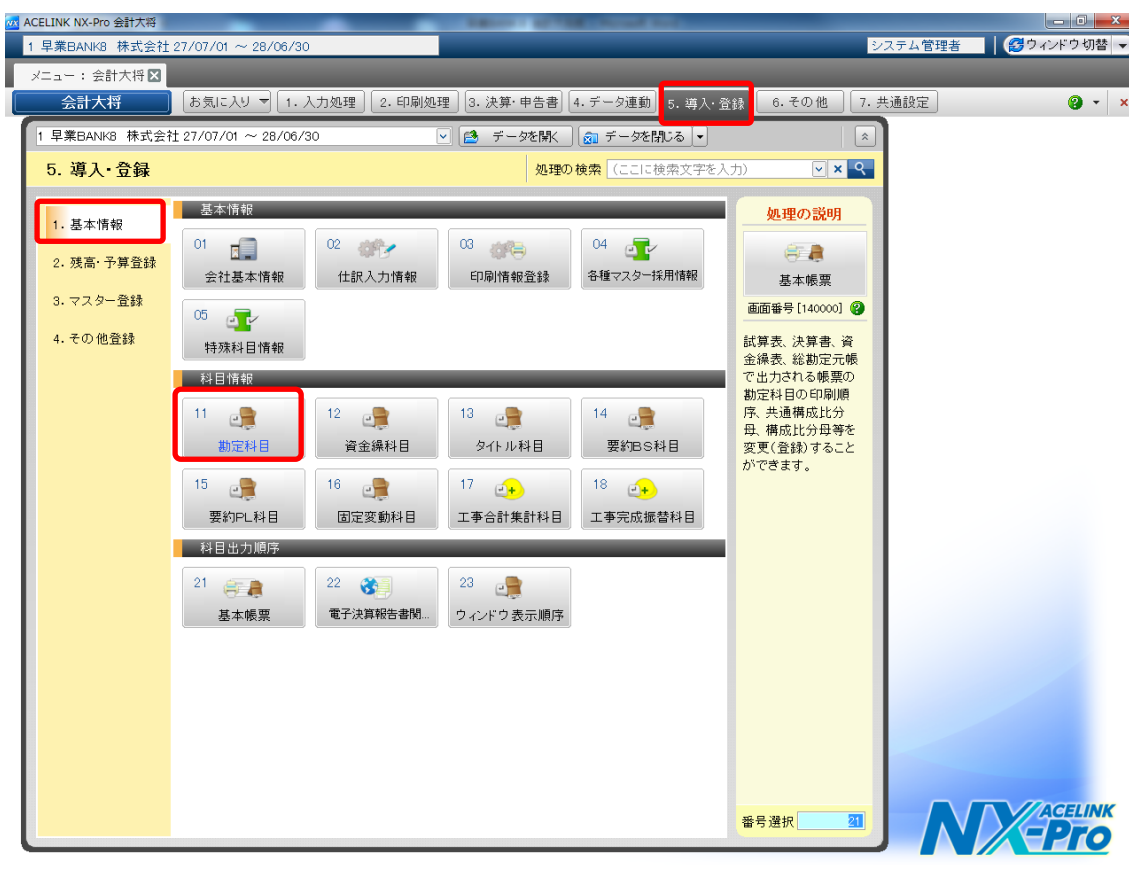 ACELINK NX-Pro 会計大将
1 早業BANK8 株式会社 27/07/01 ～ 28/06/30
システム管理者
ウィンドウ切替
メニュー：会計大将
会計大将
お気に入り
1. 入力処理
2. 印刷処理
3. 決算・申告書
4. データ連動
5. 導入・登録
6. その他
7. 共通設定
1 早業BANK8 株式会社 27/07/01 ～ 28/06/30
データを開く
データを閉じる
5. 導入・登録
処理の検索
(ここに検索文字を入力)
1. 基本情報
2. 残高・予算登録
3. マスター登録
4. その他登録
基本情報
01
会社基本情報
02
仕訳入力情報
03
印刷情報登録
04
各種マスター採用情報
05
特殊科目情報
科目情報
11
勘定科目
12
資金繰科目
13
タイトル科目
14
要約BS科目
15
要約PL科目
16
固定変動科目
17
工事合計集計科目
18
工事完成振替科目
科目出力順序
21
基本帳票
22
電子決算報告書関...
23
ウィンドウ表示順序
処理の説明
基本帳票
画面番号[140000]
試算表、決算書、資
金繰表、総勘定元帳
で出力される帳票の
勘定科目の印刷順
序、共通構成比分
母、構成比分母等を
変更(登録)すること
ができます。
番号選択
21
ACELINK
NX-Pro